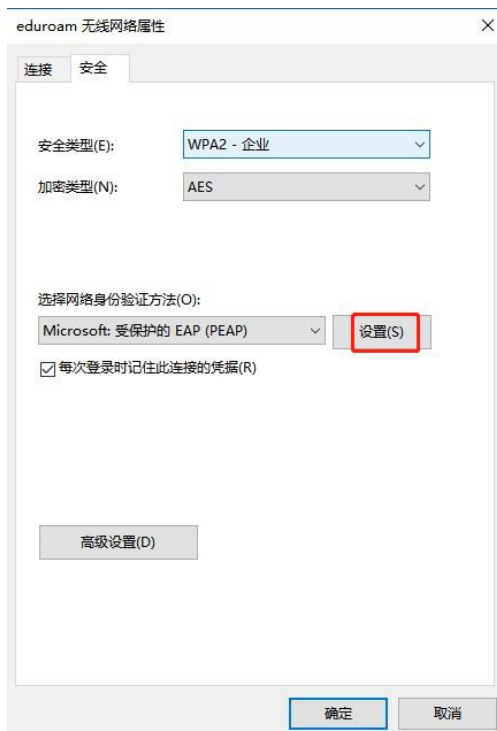 eduroam 无线网络属性
连接 安全
安全类型(E): WPA2 - 企业
加密类型(N): AES
选择网络身份验证方法(O):
Microsoft: 受保护的 EAP (PEAP) 设置(S)
每次登录时记住此连接的凭据(R)
高级设置(D)
确定 取消